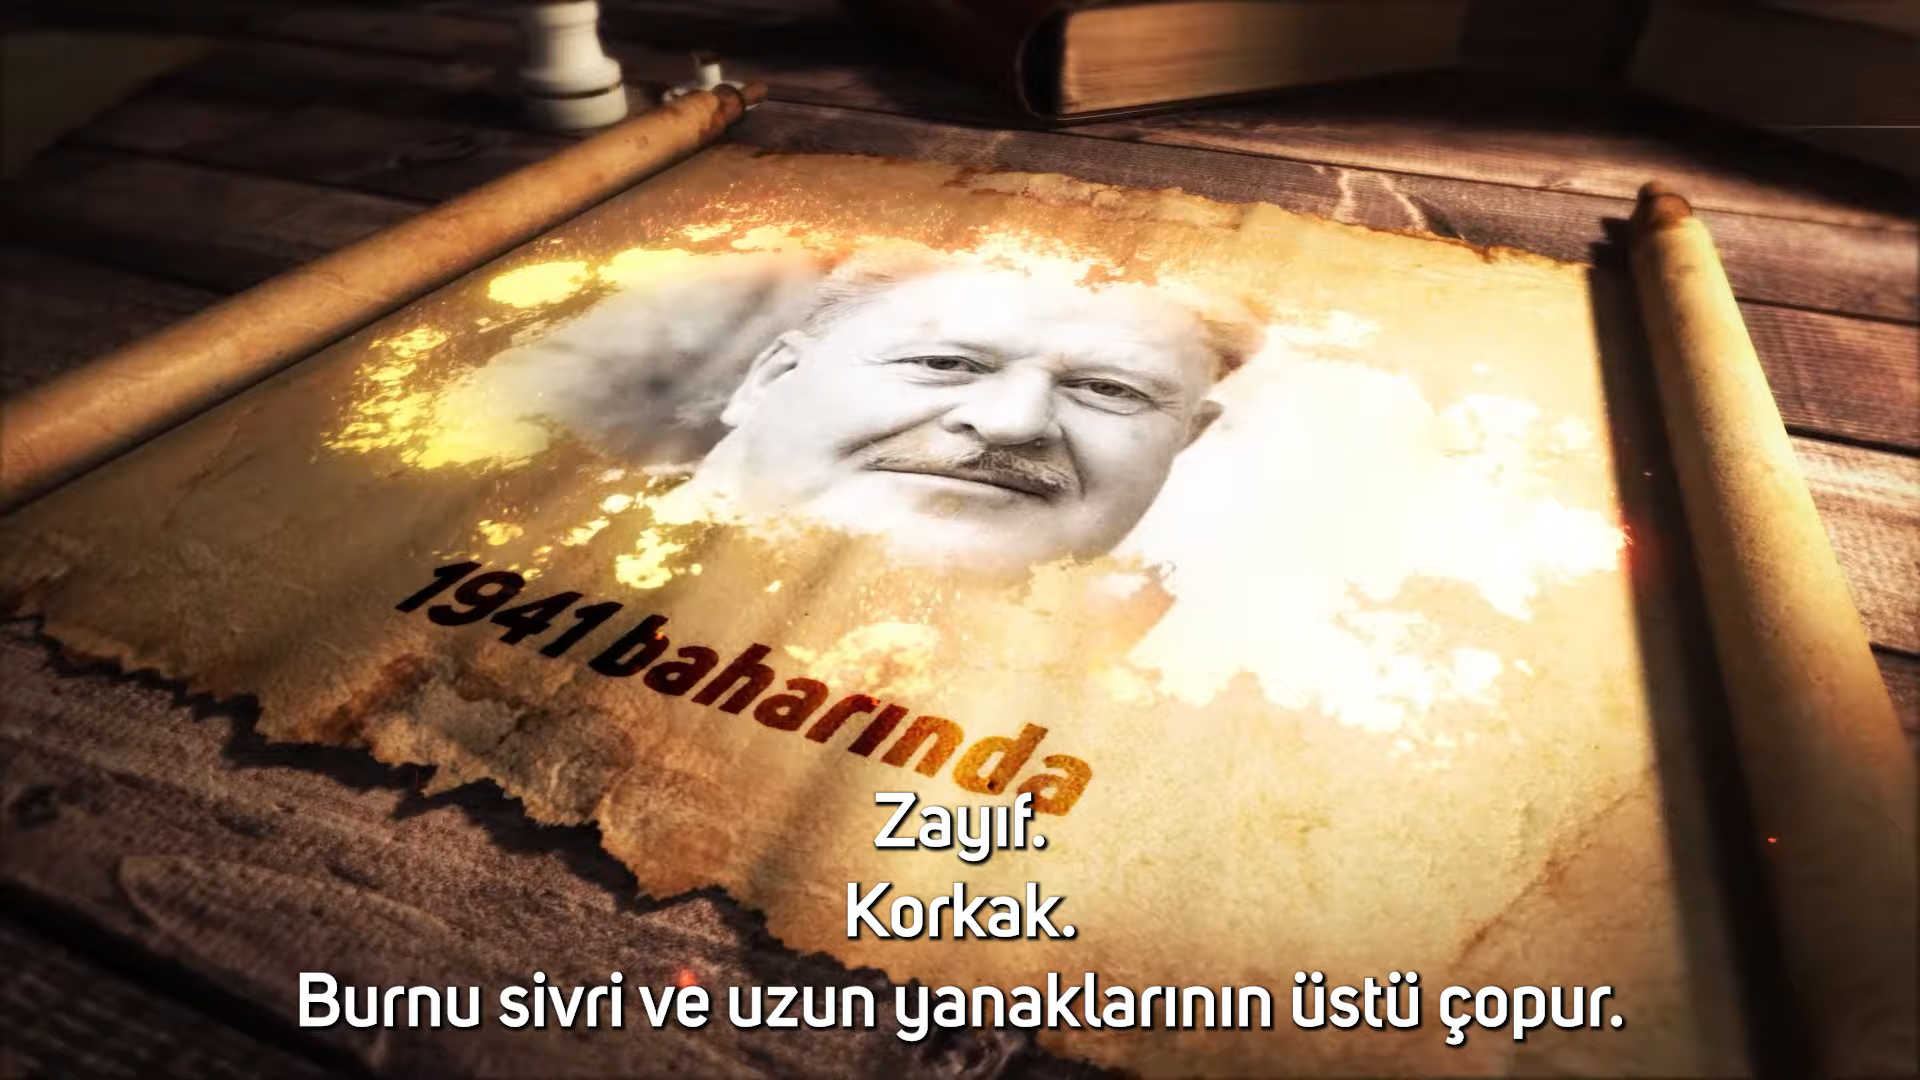 1941 baharında
Zayıf.
Korkak.
Burnu sivri ve uzun yanaklarının üstü çopur.